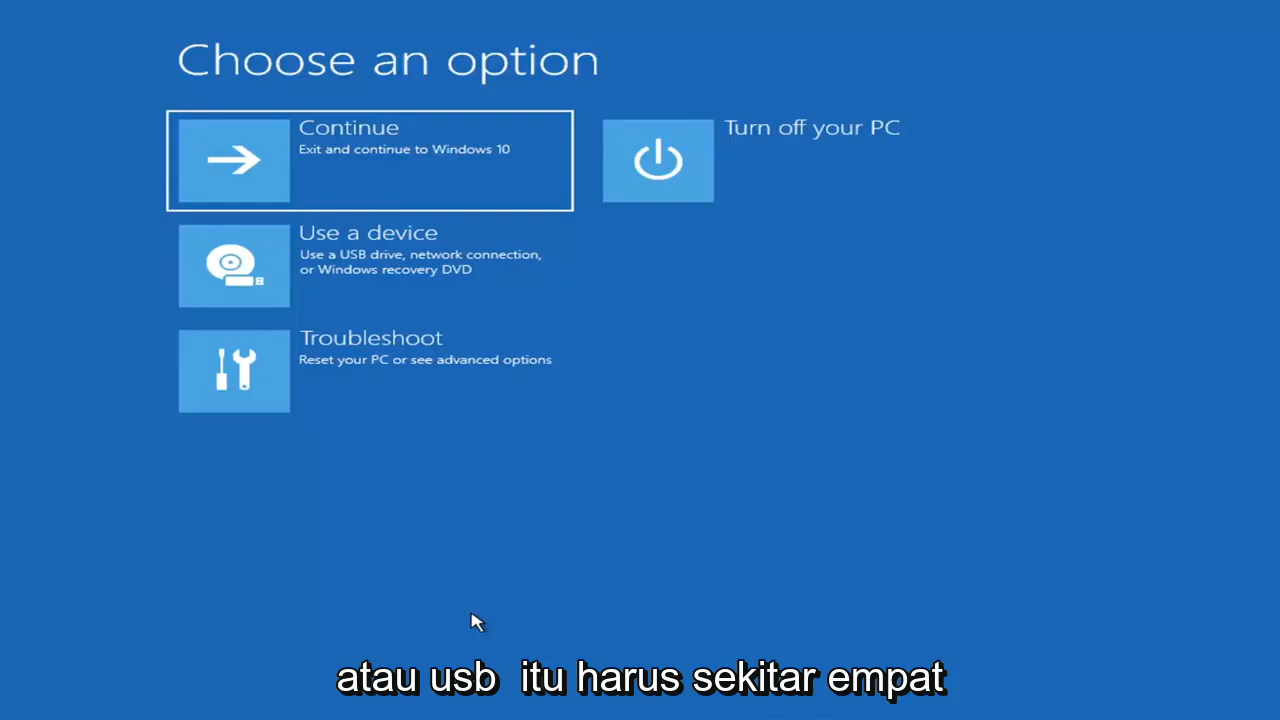 Choose an option
Continue
Exit and continue to Windows 10
Turn off your PC
Use a device
Use a USB drive, network connection,
or Windows recovery DVD
Troubleshoot
Reset your PC or see advanced options
atau usb itu harus sekitar empat